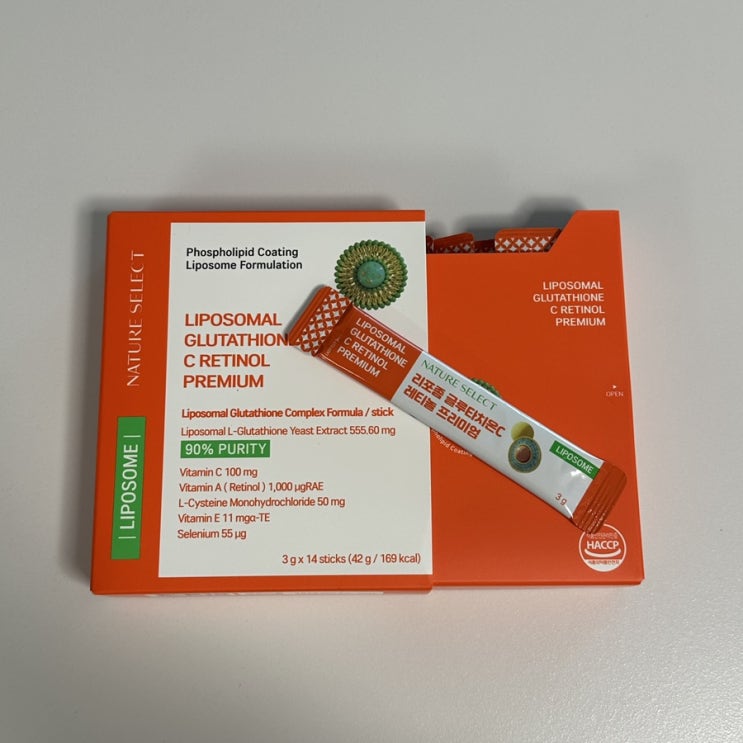 NATURE SELECT
| LIPOSOME |
Phospholipid Coating
Liposome Formulation
LIPOSOMAL
GLUTATHION
C RETINOL
PREMIUM
Liposomal Glutathione Complex Formula / stick
Liposomal L-Glutathione Yeast Extract 555.60 mg
90% PURITY
Vitamin C 100 mg
Vitamin A ( Retinol ) 1,000 μgRAE
L-Cysteine Monohydrochloride 50 mg
Vitamin E 11 mgα-TE
Selenium 55 μg
3 g x 14 sticks (42 g / 169 kcal)
LIPOSOMAL
GLUTATHIONE
C RETINOL
PREMIUM
NATURE SELECT
리포좀 글루타치온C
레티놀 프리미엄
LIPOSOME
3 g
LIPOSOMAL
GLUTATHIONE
C RETINOL
PREMIUM
OPEN
HACCP